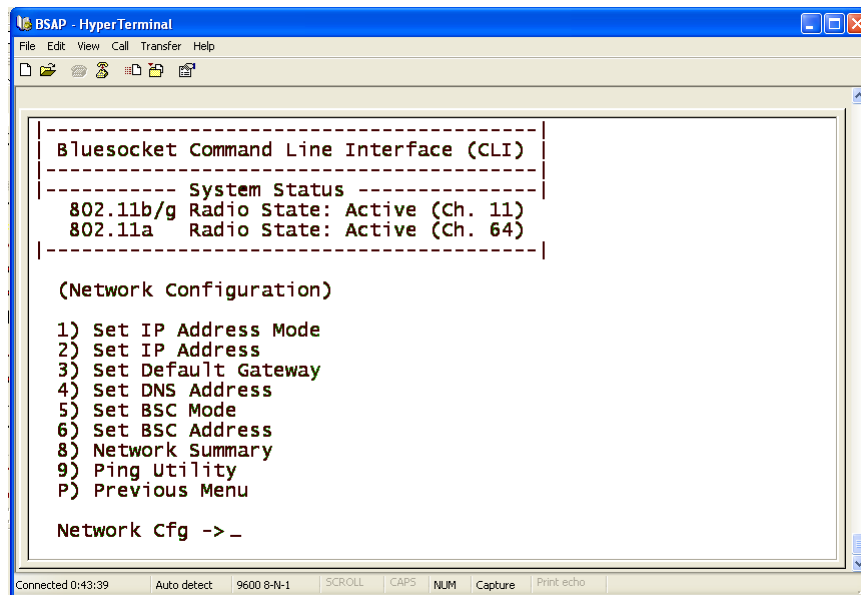 BSAP - HyperTerminal
File Edit View Call Transfer Help
|-----------------------------------------|
| Bluesocket Command Line Interface (CLI) |
|-----------------------------------------|
|----------- System Status ---------------|
802.11b/g Radio State: Active (Ch. 11)
802.11a Radio State: Active (Ch. 64)
|-----------------------------------------|
(Network Configuration)
1) Set IP Address Mode
2) Set IP Address
3) Set Default Gateway
4) Set DNS Address
5) Set BSC Mode
6) Set BSC Address
8) Network Summary
9) Ping Utility
P) Previous Menu
Network Cfg ->_
Connected 0:43:39 Auto detect 9600 8-N-1 SCROLL CAPS NUM Capture Print echo